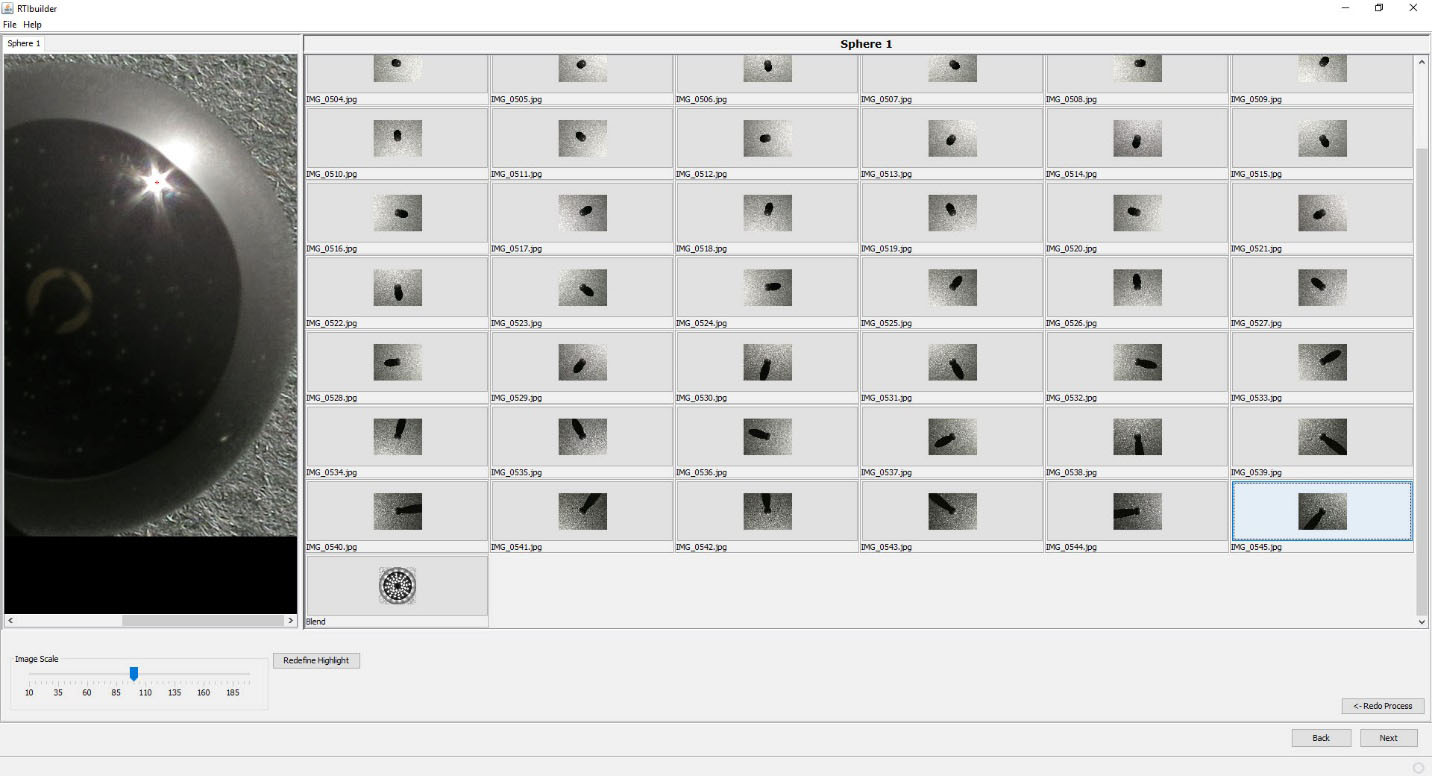 RTIbuilder
File Help
Sphere 1
Sphere 1
IMG_0504.jpg IMG_0505.jpg IMG_0506.jpg IMG_0507.jpg IMG_0508.jpg IMG_0509.jpg
IMG_0510.jpg IMG_0511.jpg IMG_0512.jpg IMG_0513.jpg IMG_0514.jpg IMG_0515.jpg
IMG_0516.jpg IMG_0517.jpg IMG_0518.jpg IMG_0519.jpg IMG_0520.jpg IMG_0521.jpg
IMG_0522.jpg IMG_0523.jpg IMG_0524.jpg IMG_0525.jpg IMG_0526.jpg IMG_0527.jpg
IMG_0528.jpg IMG_0529.jpg IMG_0530.jpg IMG_0531.jpg IMG_0532.jpg IMG_0533.jpg
IMG_0534.jpg IMG_0535.jpg IMG_0536.jpg IMG_0537.jpg IMG_0538.jpg IMG_0539.jpg
IMG_0540.jpg IMG_0541.jpg IMG_0542.jpg IMG_0543.jpg IMG_0544.jpg IMG_0545.jpg
Blend
Image Scale
Redefine Highlight
10 35 60 85 110 135 160 185
<- Redo Process
Back Next